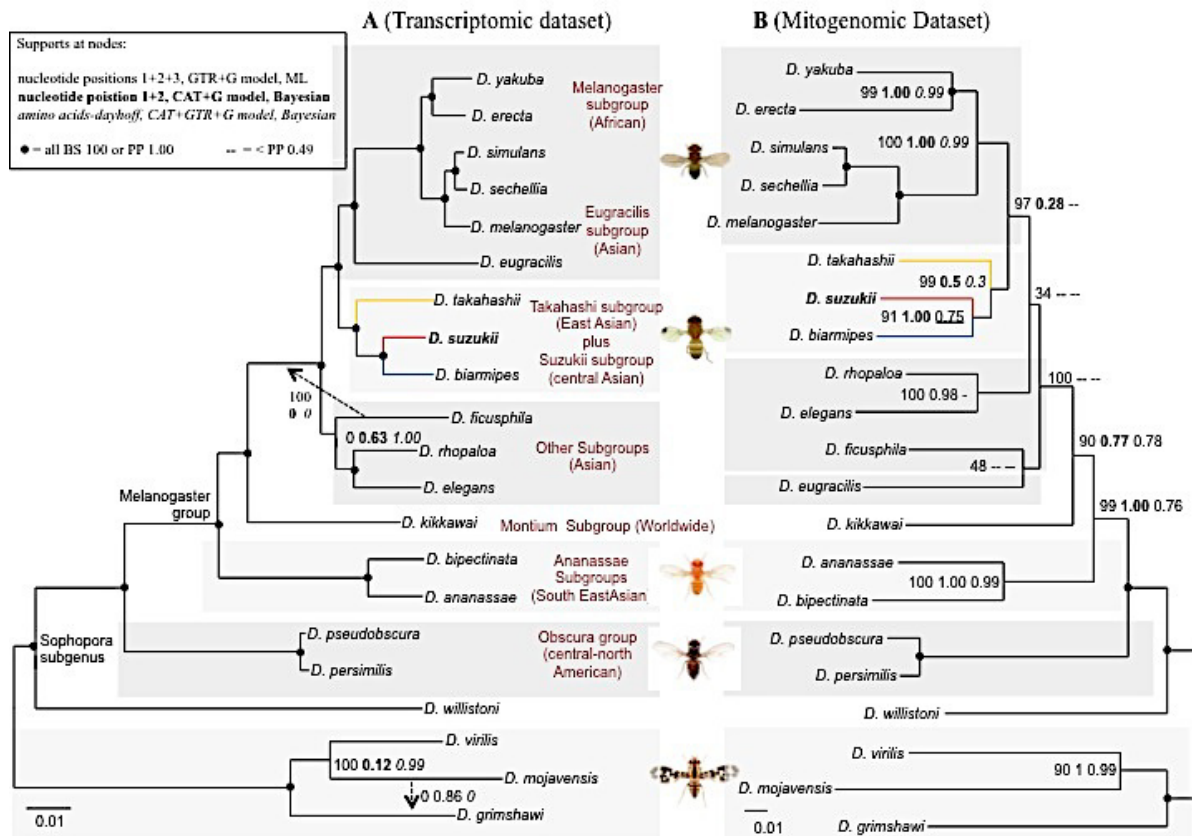 A (Transcriptomic dataset)
B (Mitogenomic Dataset)
Supports at nodes:
nucleotide positions 1+2+3, GTR+G model, ML
nucleotide poistion 1+2, CAT+G model, Bayesian
amino acids-dayhoff, CAT+GTR+G model, Bayesian
● = all BS 100 or PP 1.00 -- = < PP 0.49
D. yakuba
D. erecta
D. simulans
D. sechellia
D. melanogaster
D. eugracilis
D. takahashii
D. suzukii
D. biarmipes
D. ficusphila
D. rhopaloa
D. elegans
D. kikkawai
D. bipectinata
D. ananassae
D. pseudobscura
D. persimilis
D. willistoni
D. virilis
D. mojavensis
D. grimshawi
Melanogaster
subgroup
(African)
Eugracilis
subgroup
(Asian)
Takahashi subgroup
(East Asian)
plus
Suzukii subgroup
(central Asian)
Other Subgroups
(Asian)
Montium Subgroup (Worldwide)
Ananassae
Subgroups
(South EastAsian)
Obscura group
(central-north
American)
Melanogaster
group
Sophopora
subgenus
100
0 0
0 0.63 1.00
100 0.12 0.99
0 0.86 0
0.01
D. yakuba
99 1.00 0.99
D. erecta
D. simulans
100 1.00 0.99
D. sechellia
D. melanogaster
97 0.28 --
D. takahashii
99 0.5 0.3
D. suzukii
91 1.00 0.75
D. biarmipes
34 -- --
D. rhopaloa
100 0.98 -
D. elegans
100 -- --
D. ficusphila
48 -- --
D. eugracilis
90 0.77 0.78
D. kikkawai
99 1.00 0.76
D. ananassae
100 1.00 0.99
D. bipectinata
D. pseudobscura
D. persimilis
D. willistoni
D. virilis
90 1 0.99
D. mojavensis
D. grimshawi
0.01